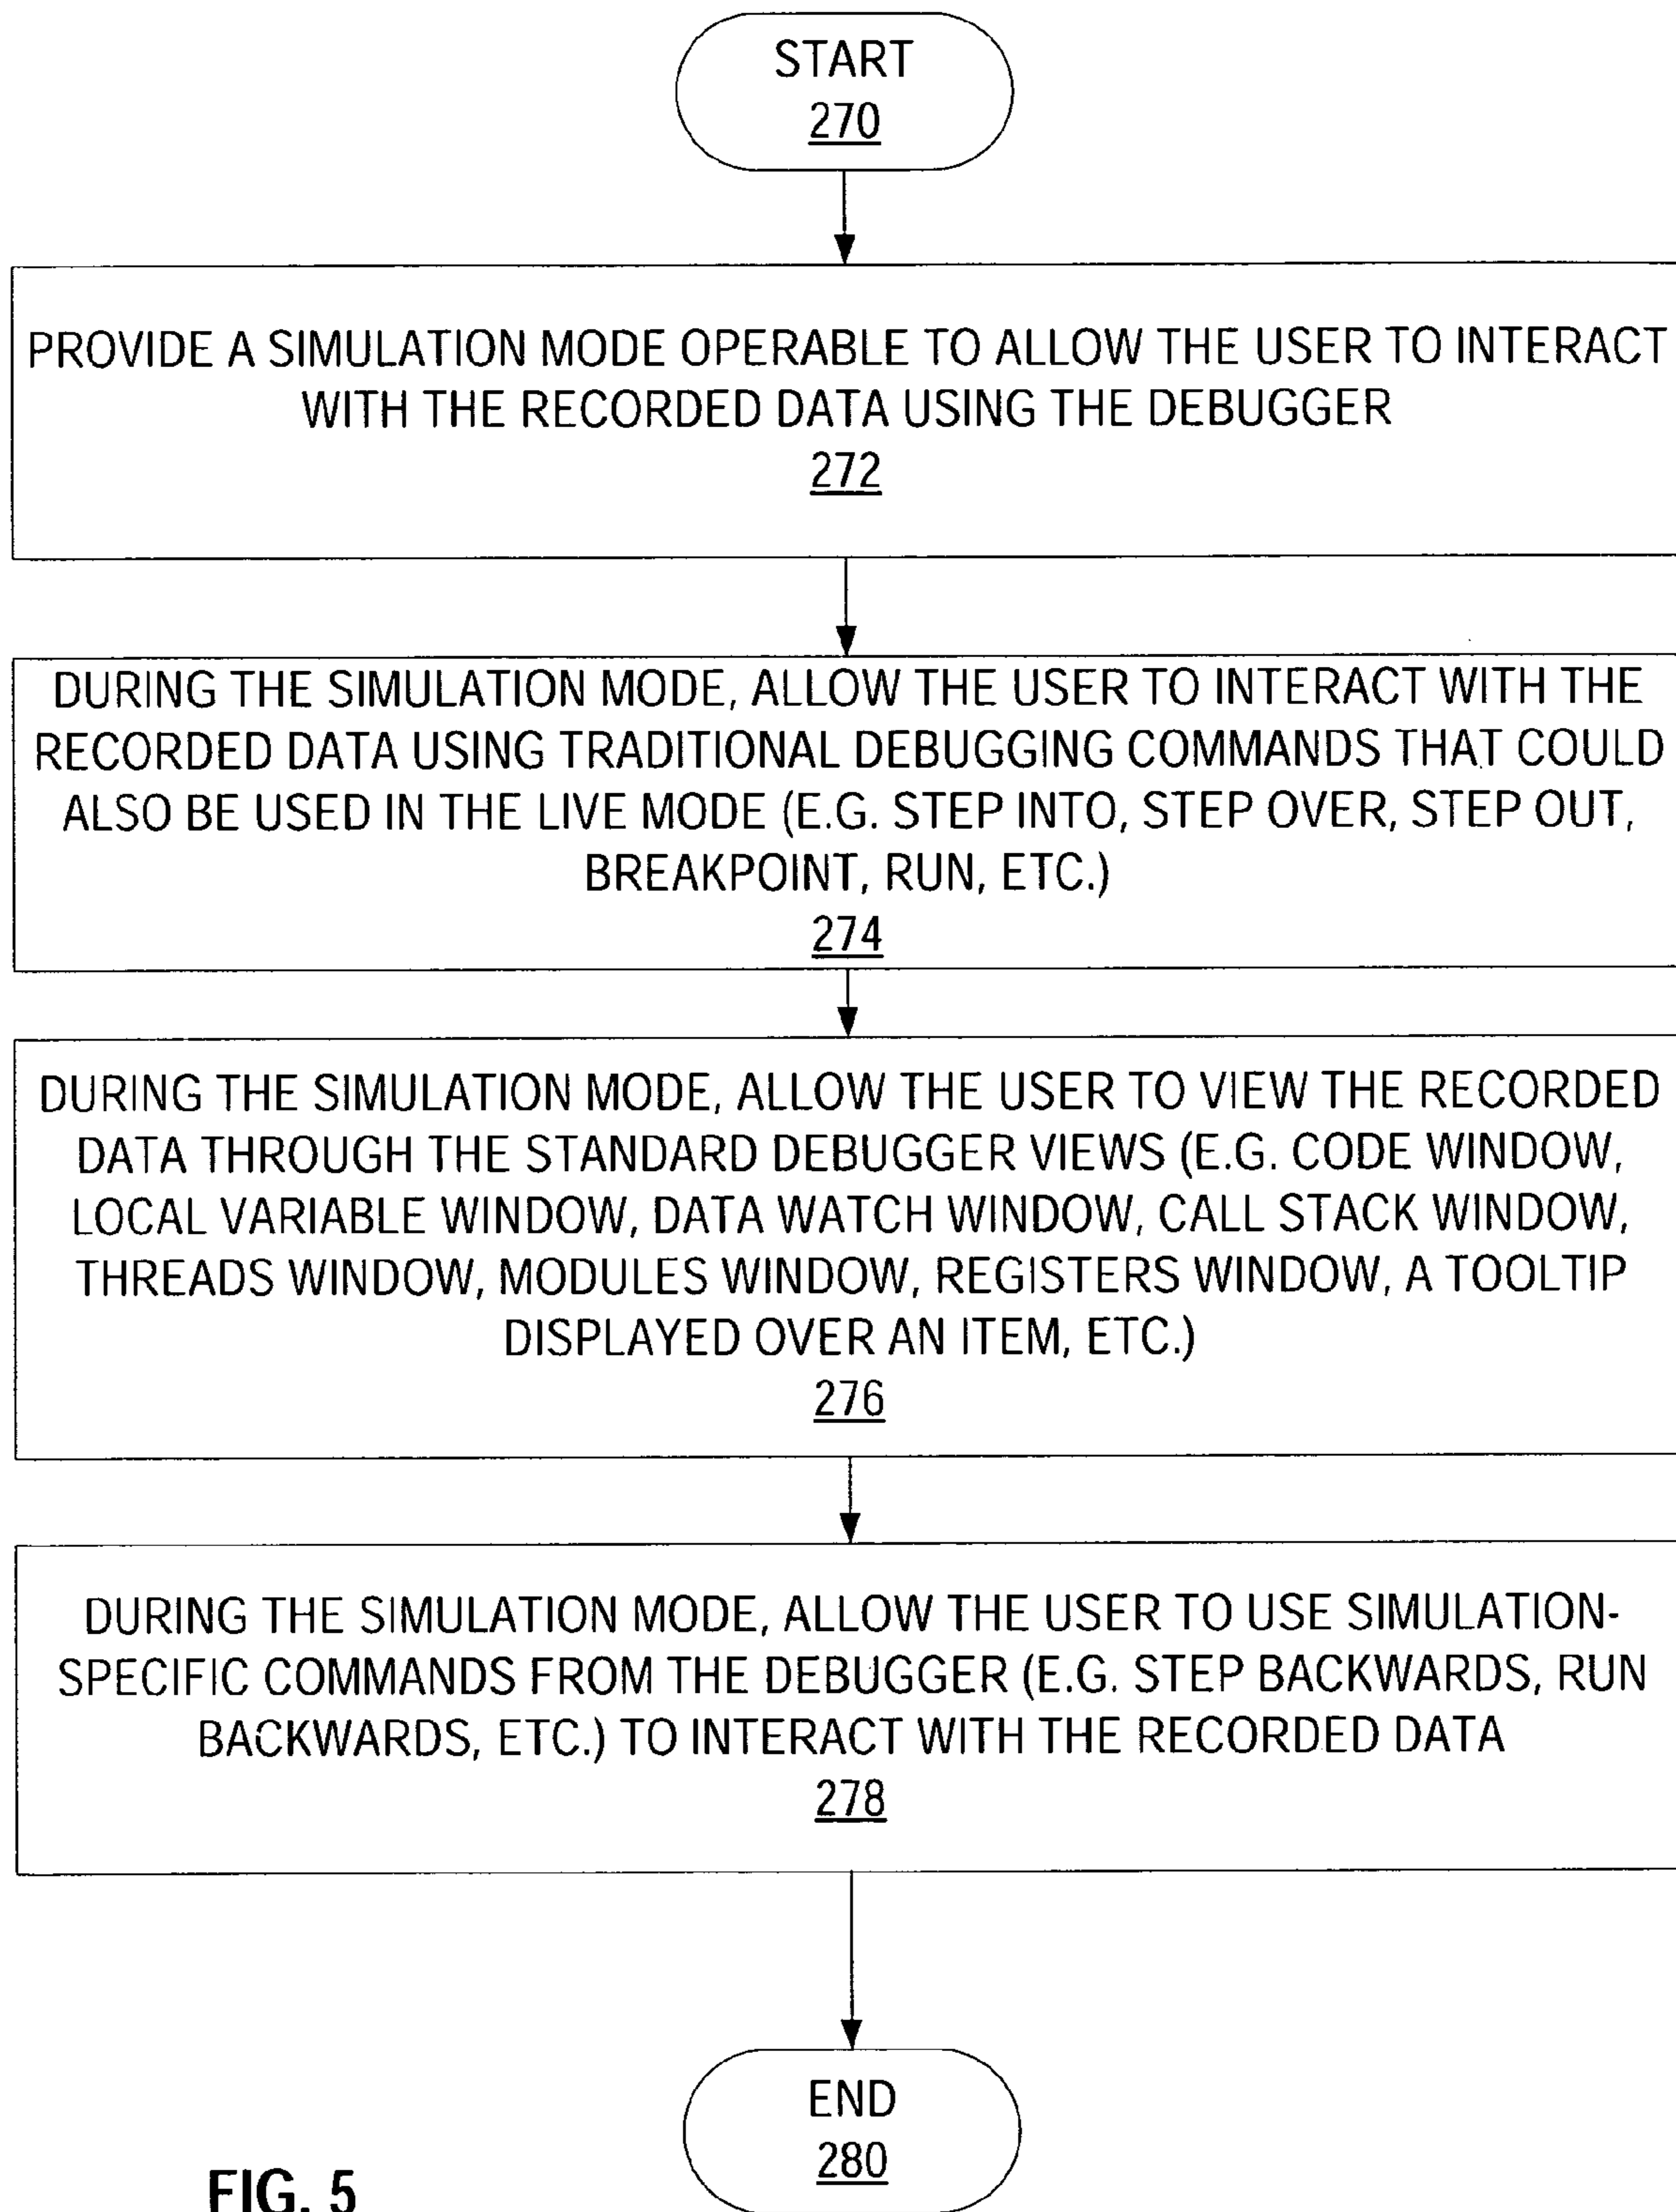 START
270
PROVIDE A SIMULATION MODE OPERABLE TO ALLOW THE USER TO INTERACT
WITH THE RECORDED DATA USING THE DEBUGGER
272
DURING THE SIMULATION MODE, ALLOW THE USER TO INTERACT WITH THE
RECORDED DATA USING TRADITIONAL DEBUGGING COMMANDS THAT COULD
ALSO BE USED IN THE LIVE MODE (E.G. STEP INTO, STEP OVER, STEP OUT,
BREAKPOINT, RUN, ETC.)
274
DURING THE SIMULATION MODE, ALLOW THE USER TO VIEW THE RECORDED
DATA THROUGH THE STANDARD DEBUGGER VIEWS (E.G. CODE WINDOW,
LOCAL VARIABLE WINDOW, DATA WATCH WINDOW, CALL STACK WINDOW,
THREADS WINDOW, MODULES WINDOW, REGISTERS WINDOW, A TOOLTIP
DISPLAYED OVER AN ITEM, ETC.)
276
DURING THE SIMULATION MODE, ALLOW THE USER TO USE SIMULATION-
SPECIFIC COMMANDS FROM THE DEBUGGER (E.G. STEP BACKWARDS, RUN
BACKWARDS, ETC.) TO INTERACT WITH THE RECORDED DATA
278
END
280
FIG. 5